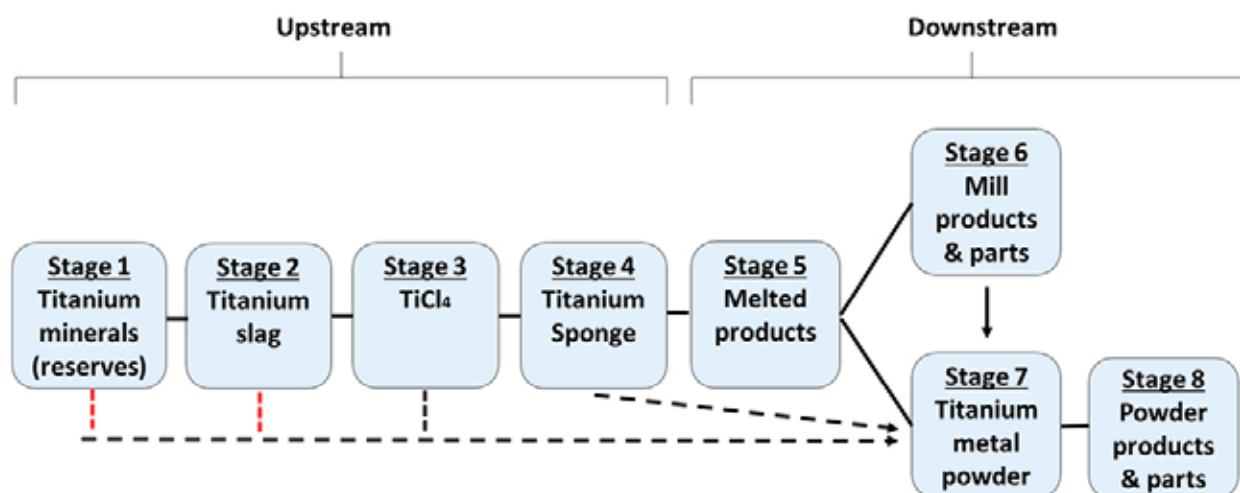 Upstream
Downstream
Stage 1
Titanium
minerals
(reserves)
Stage 2
Titanium
slag
Stage 3
TiCl₄
Stage 4
Titanium
Sponge
Stage 5
Melted
products
Stage 6
Mill
products
& parts
Stage 7
Titanium
metal
powder
Stage 8
Powder
products
& parts